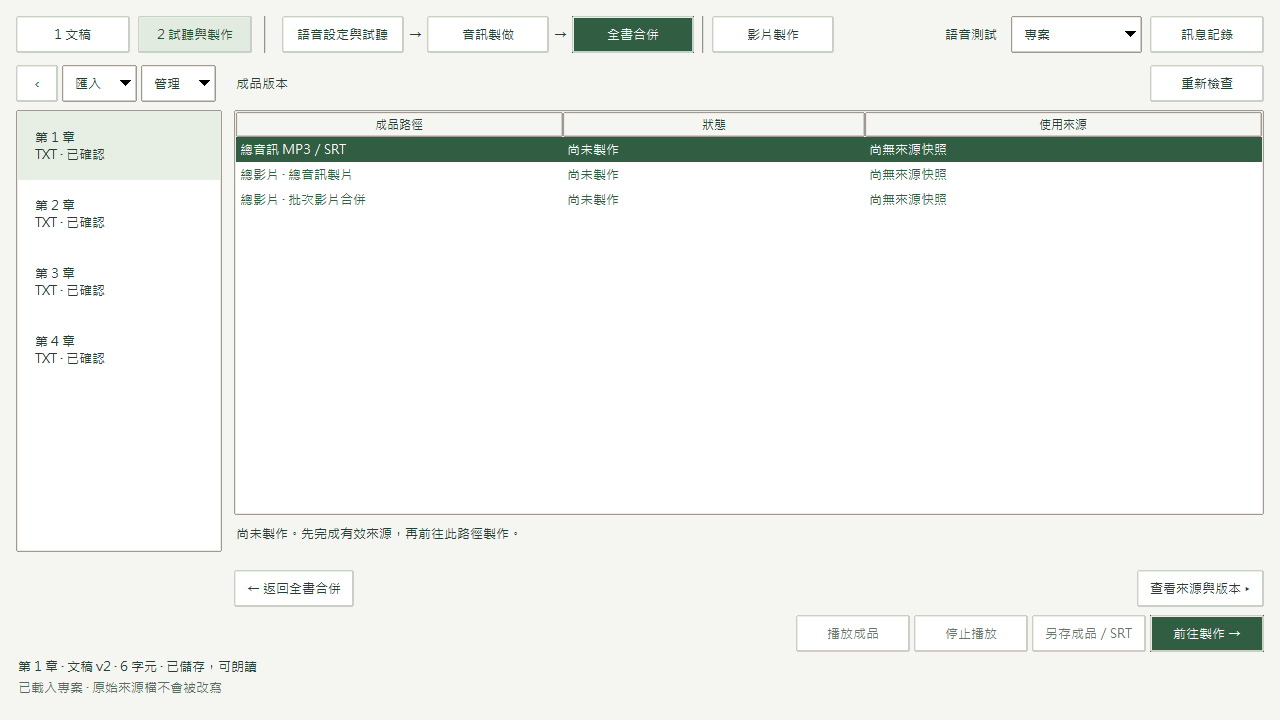 1 文稿
2 試聽與製作
語音設定與試聽
→
音訊製做
→
全書合併
影片製作
語音測試
專案
訊息記錄
‹
匯入
管理
成品版本
重新檢查
第 1 章
TXT · 已確認
第 2 章
TXT · 已確認
第 3 章
TXT · 已確認
第 4 章
TXT · 已確認
成品路徑 狀態 使用來源
總音訊 MP3 / SRT 尚未製作 尚無來源快照
總影片 · 總音訊製片 尚未製作 尚無來源快照
總影片 · 批次影片合併 尚未製作 尚無來源快照
尚未製作。先完成有效來源，再前往此路徑製作。
← 返回全書合併
查看來源與版本 ▸
播放成品
停止播放
另存成品 / SRT
前往製作 →
第 1 章 · 文稿 v2 · 6 字元 · 已儲存，可朗讀
已載入專案 · 原始來源檔不會被改寫